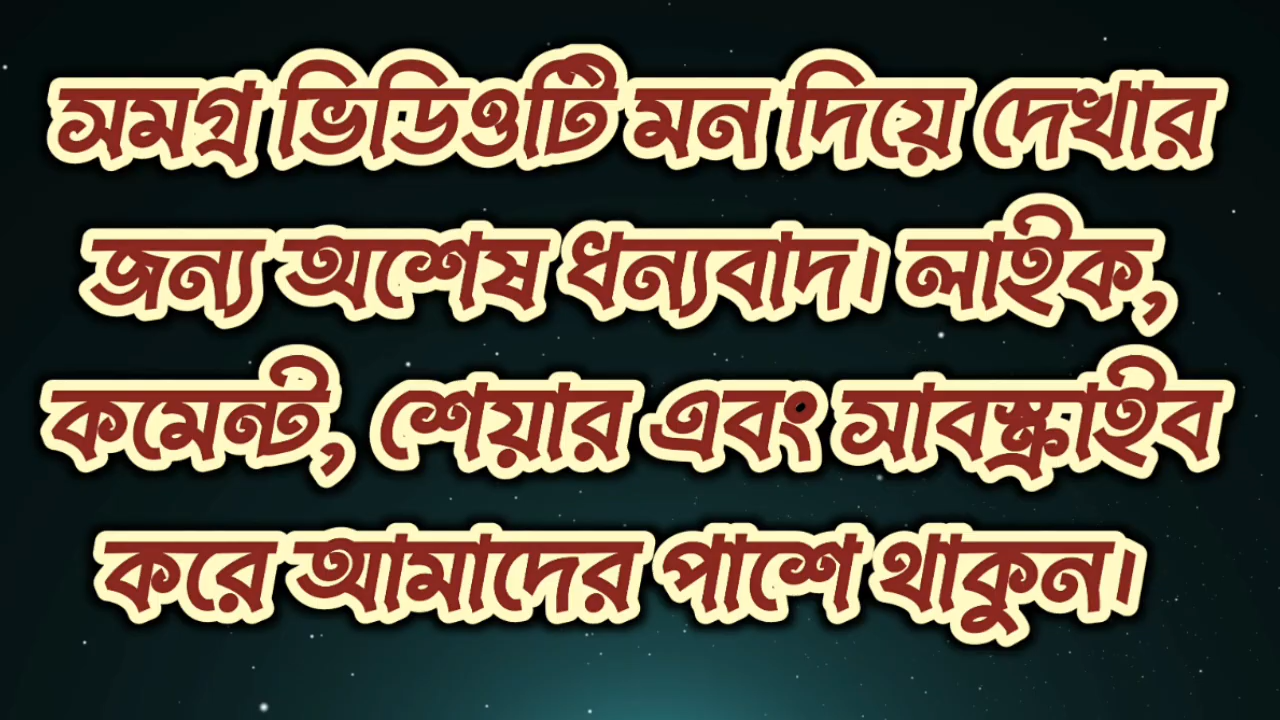 সমগ্র ভিডিওটি মন দিয়ে দেখার
জন্য অশেষ ধন্যবাদ। লাইক,
কমেন্ট, শেয়ার এবং সাবস্ক্রাইব
করে আমাদের পাশে থাকুন।